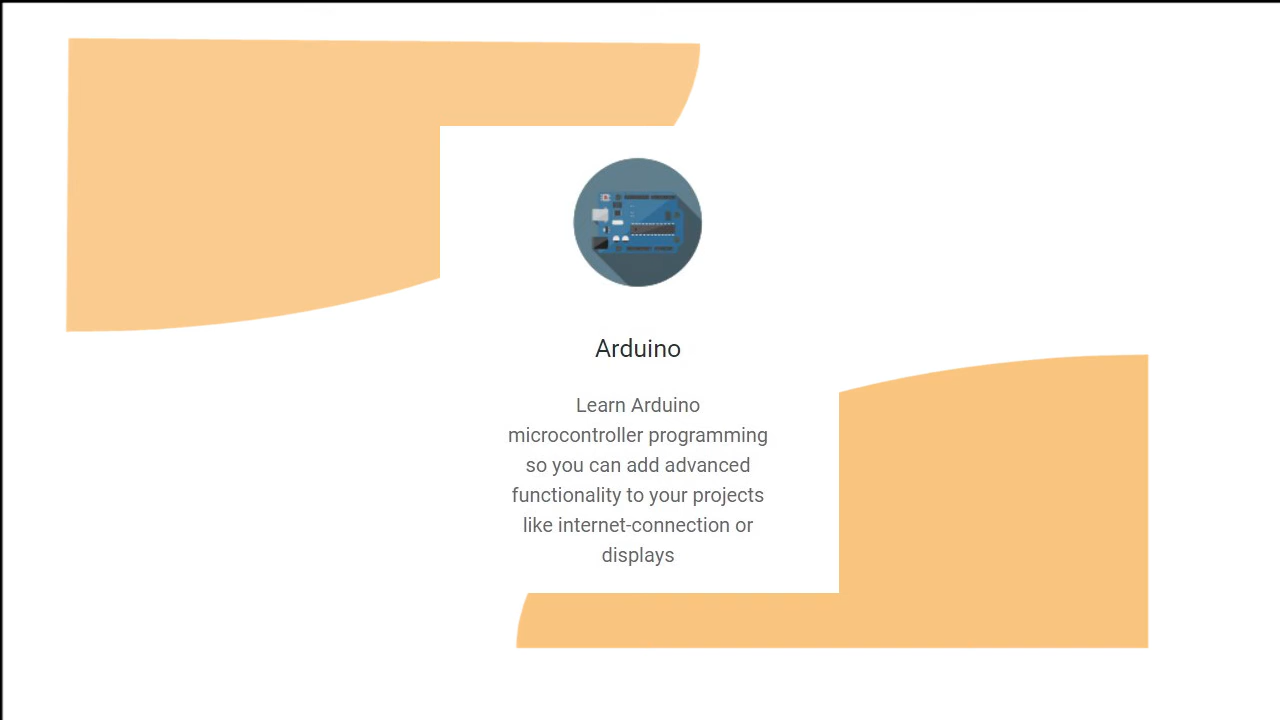 Arduino
Learn Arduino
microcontroller programming
so you can add advanced
functionality to your projects
like internet-connection or
displays